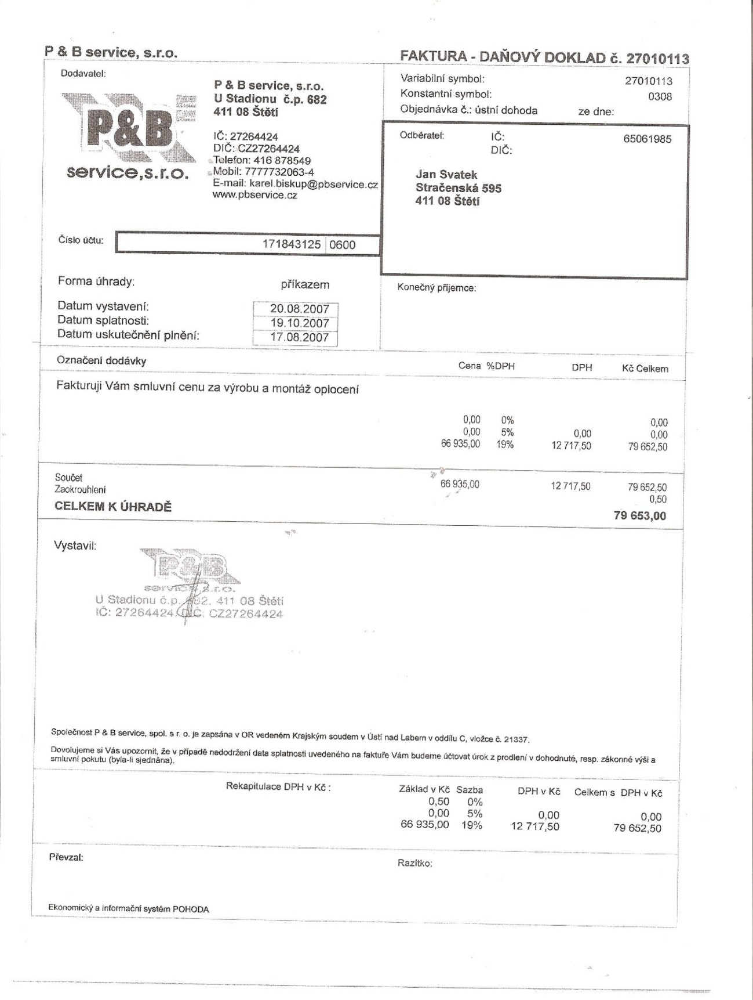 P & B service, s.r.o.
FAKTURA - DAŇOVÝ DOKLAD č. 27010113
Dodavatel:
P&B
service,s.r.o.
P & B service, s.r.o.
U Stadionu č.p. 682
411 08 Štětí
IČ: 27264424
DIČ: CZ27264424
Telefon: 416 878549
Mobil: 7777732063-4
E-mail: karel.biskup@pbservice.cz
www.pbservice.cz
Variabilní symbol: 27010113
Konstantní symbol: 0308
Objednávka č.: ústní dohoda ze dne:
Odběratel: IČ: 65061985
DIČ:
Jan Svatek
Stračenská 595
411 08 Štětí
Číslo účtu: 171843125 0600
Forma úhrady: příkazem
Datum vystavení: 20.08.2007
Datum splatnosti: 19.10.2007
Datum uskutečnění plnění: 17.08.2007
Konečný příjemce:
Označení dodávky Cena %DPH DPH Kč Celkem
Fakturuji Vám smluvní cenu za výrobu a montáž oplocení
0,00 0% 0,00
0,00 5% 0,00 0,00
66 935,00 19% 12 717,50 79 652,50
Součet 66 935,00 12 717,50 79 652,50
Zaokrouhlení 0,50
CELKEM K ÚHRADĚ 79 653,00
Vystavil:
P&B
service,s.r.o.
U Stadionu č.p. 682, 411 08 Štětí
IČ: 27264424, DIČ: CZ27264424
Společnost P & B service, spol. s r. o. je zapsána v OR vedeném Krajským soudem v Ústí nad Labem v oddílu C, vložce č. 21337.
Dovolujeme si Vás upozornit, že v případě nedodržení data splatnosti uvedeného na faktuře Vám budeme účtovat úrok z prodlení v dohodnuté, resp. zákonné výši a
smluvní pokutu (byla-li sjednána).
Rekapitulace DPH v Kč : Základ v Kč Sazba DPH v Kč Celkem s DPH v Kč
0,50 0%
0,00 5% 0,00 0,00
66 935,00 19% 12 717,50 79 652,50
Převzal:
Razítko:
Ekonomický a informační systém POHODA